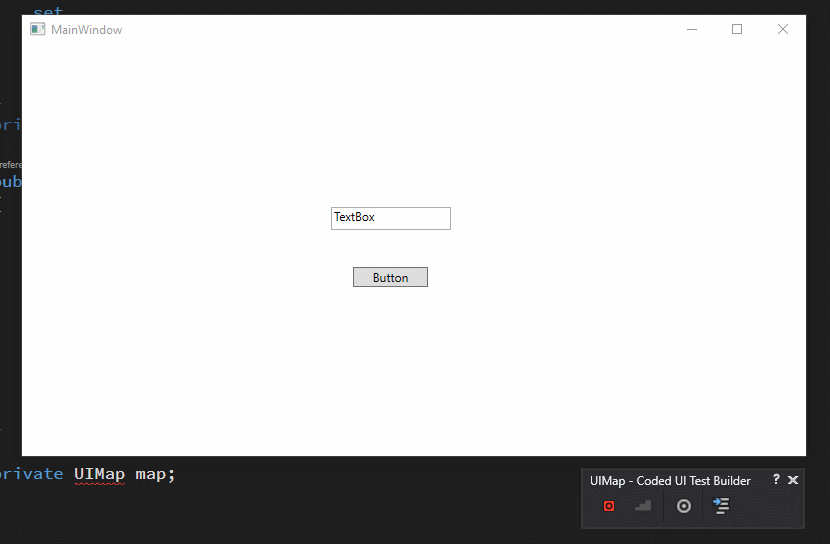 set
MainWindow
pri
refere
pub
TextBox
Button
private UIMap map;
UIMap - Coded UI Test Builder ?